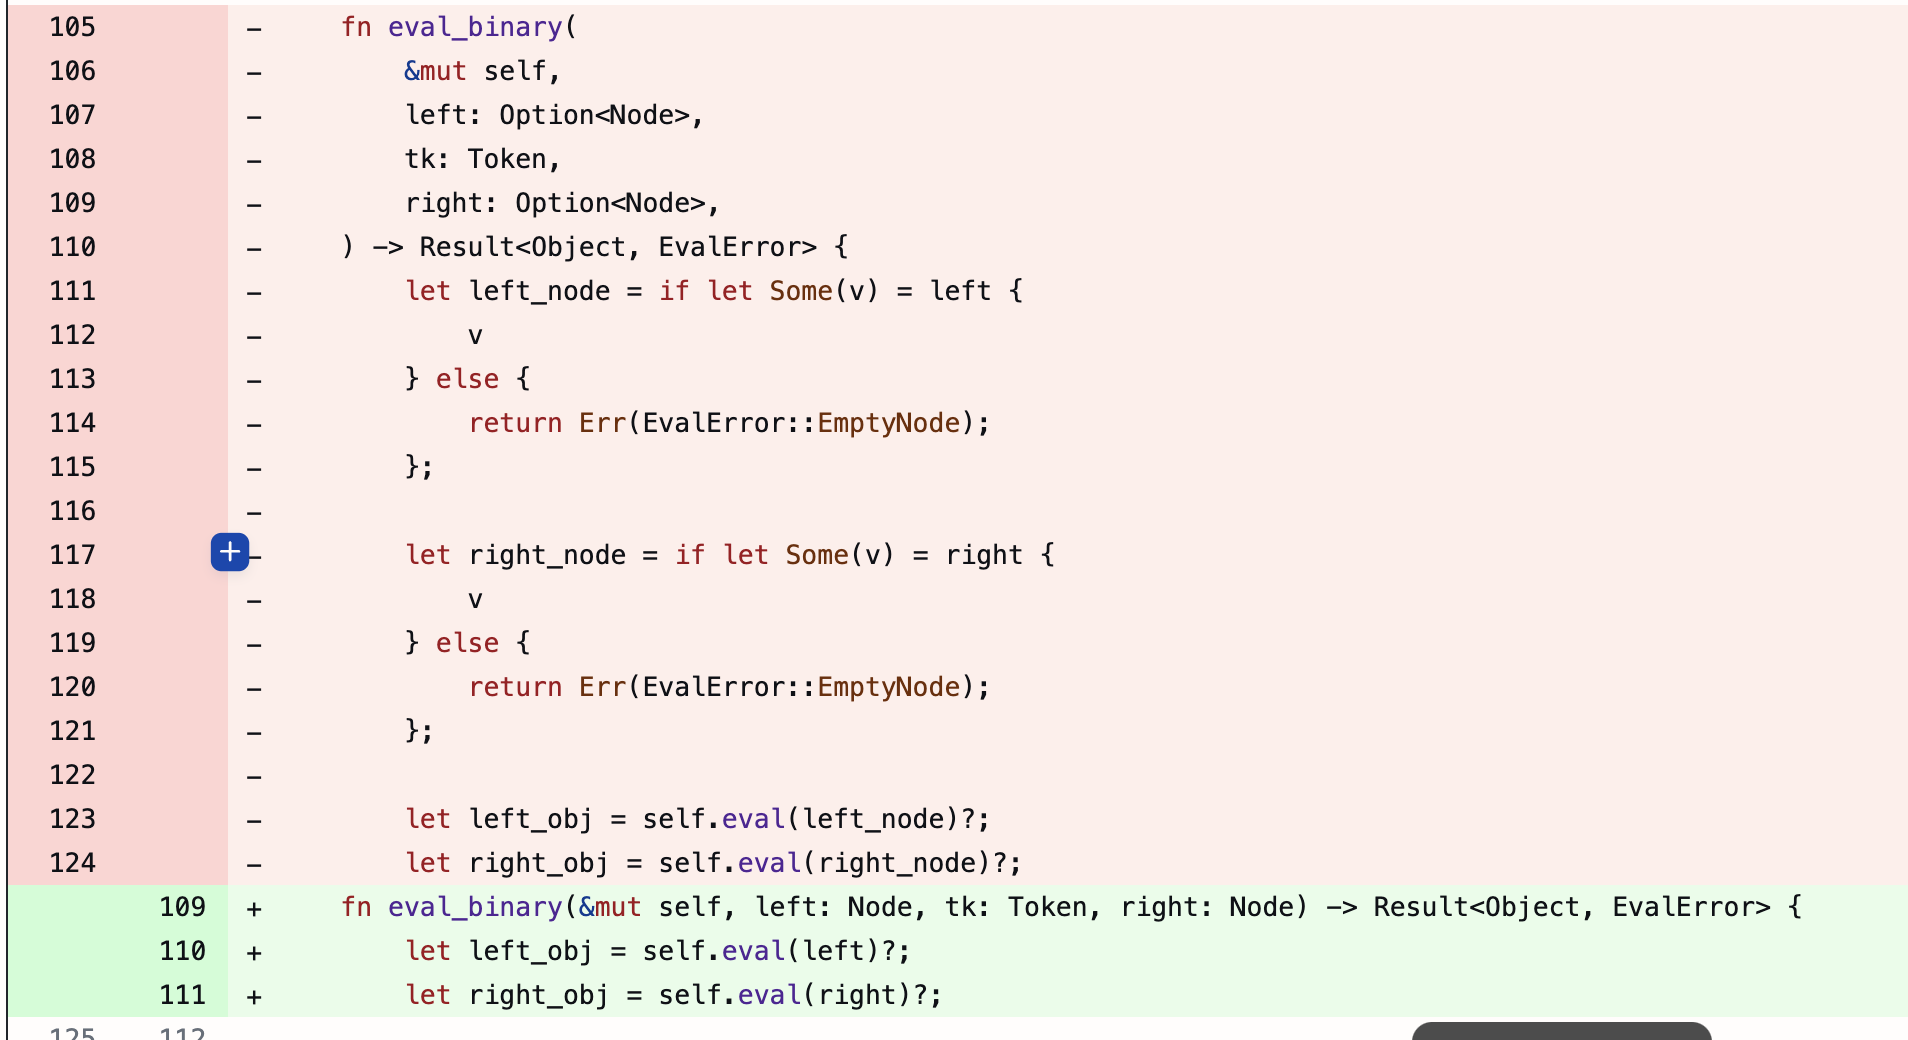 105 - fn eval_binary(
106 - &mut self,
107 - left: Option<Node>,
108 - tk: Token,
109 - right: Option<Node>,
110 - ) -> Result<Object, EvalError> {
111 - let left_node = if let Some(v) = left {
112 - v
113 - } else {
114 - return Err(EvalError::EmptyNode);
115 - };
116 -
117 + - let right_node = if let Some(v) = right {
118 - v
119 - } else {
120 - return Err(EvalError::EmptyNode);
121 - };
122 -
123 - let left_obj = self.eval(left_node)?;
124 - let right_obj = self.eval(right_node)?;
109 + fn eval_binary(&mut self, left: Node, tk: Token, right: Node) -> Result<Object, EvalError> {
110 + let left_obj = self.eval(left)?;
111 + let right_obj = self.eval(right)?;
125 112